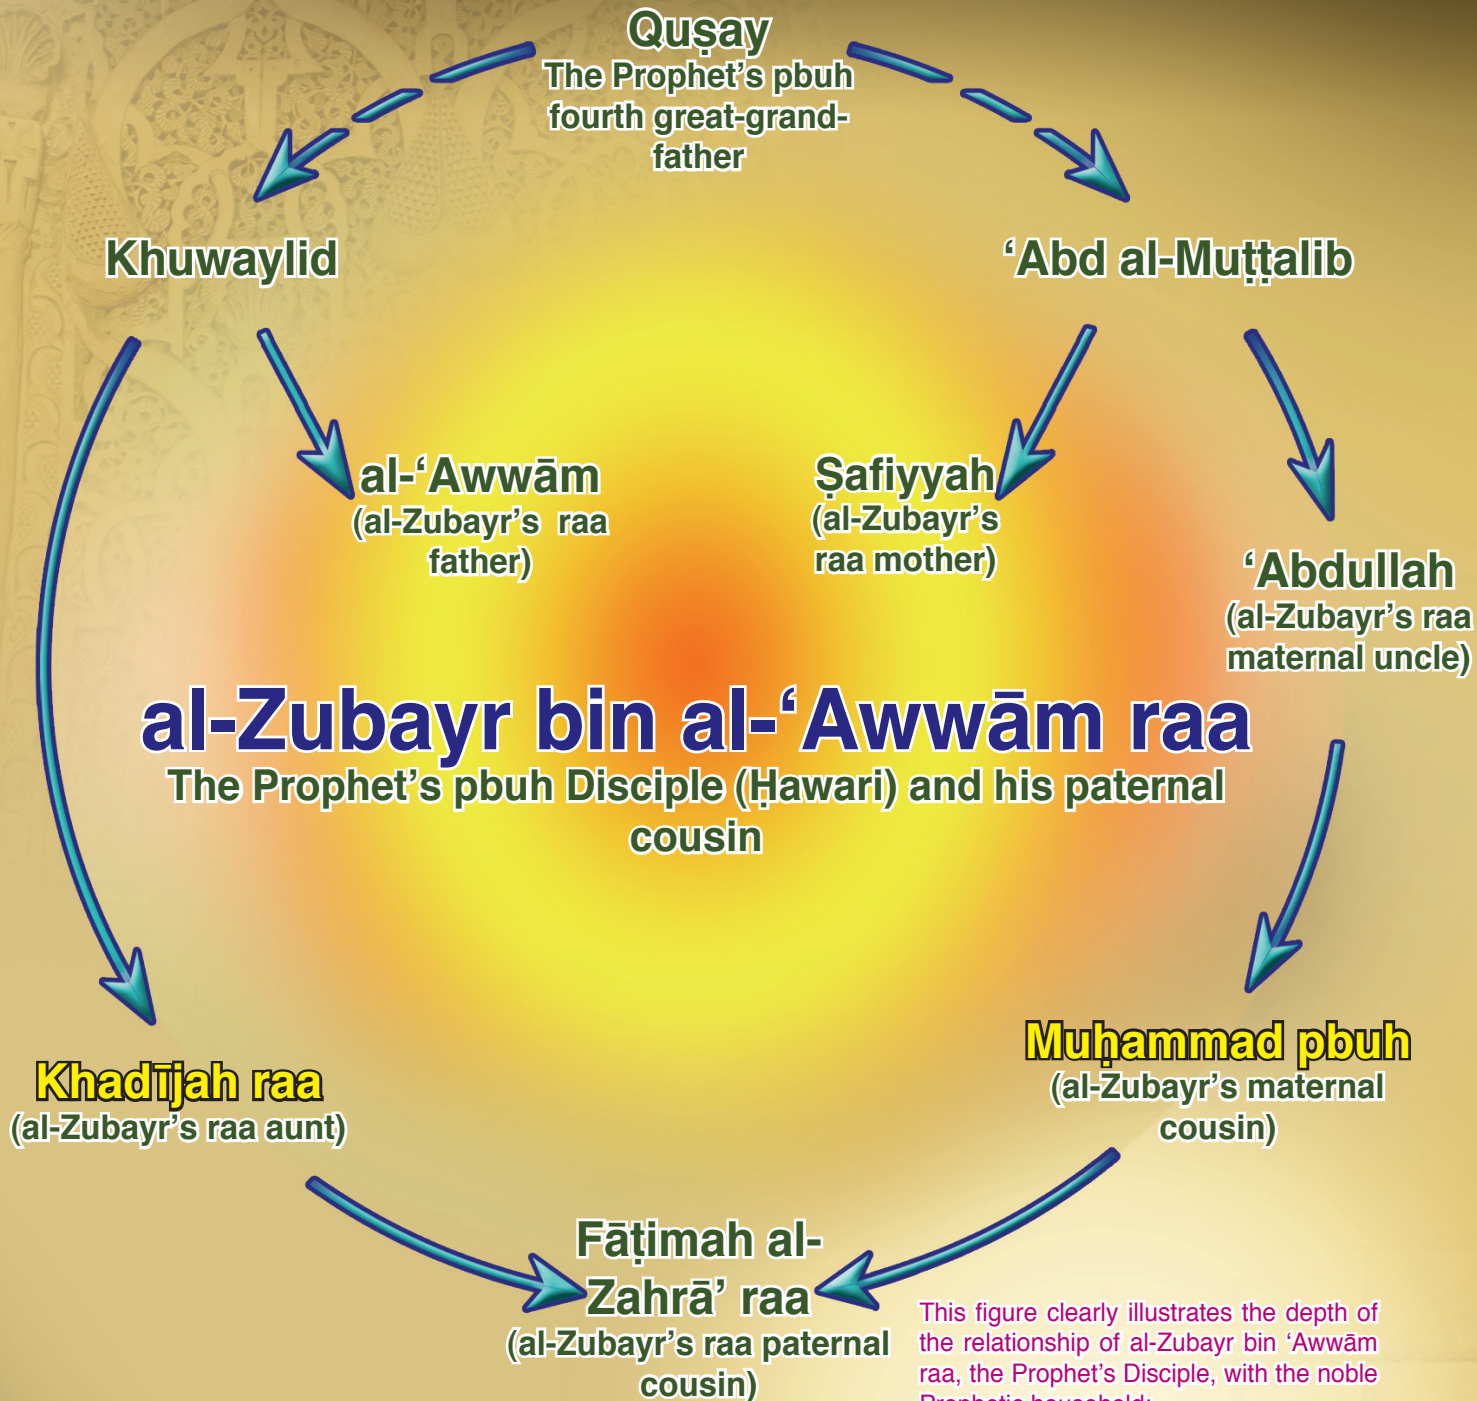 Quṣay
The Prophet’s pbuh
fourth great-grand-
father
Khuwaylid
‘Abd al-Muṭṭalib
al-‘Awwām
(al-Zubayr’s raa
father)
Ṣafiyyah
(al-Zubayr’s
raa mother)
‘Abdullah
(al-Zubayr’s raa
maternal uncle)
al-Zubayr bin al-‘Awwām raa
The Prophet’s pbuh Disciple (Ḥawari) and his paternal
cousin
Khadījah raa
(al-Zubayr’s raa aunt)
Muḥammad pbuh
(al-Zubayr’s maternal
cousin)
Fāṭimah al-
Zahrā’ raa
(al-Zubayr’s raa paternal
cousin)
This figure clearly illustrates the depth of
the relationship of al-Zubayr bin ‘Awwām
raa, the Prophet’s Disciple, with the noble
Prophetic household: